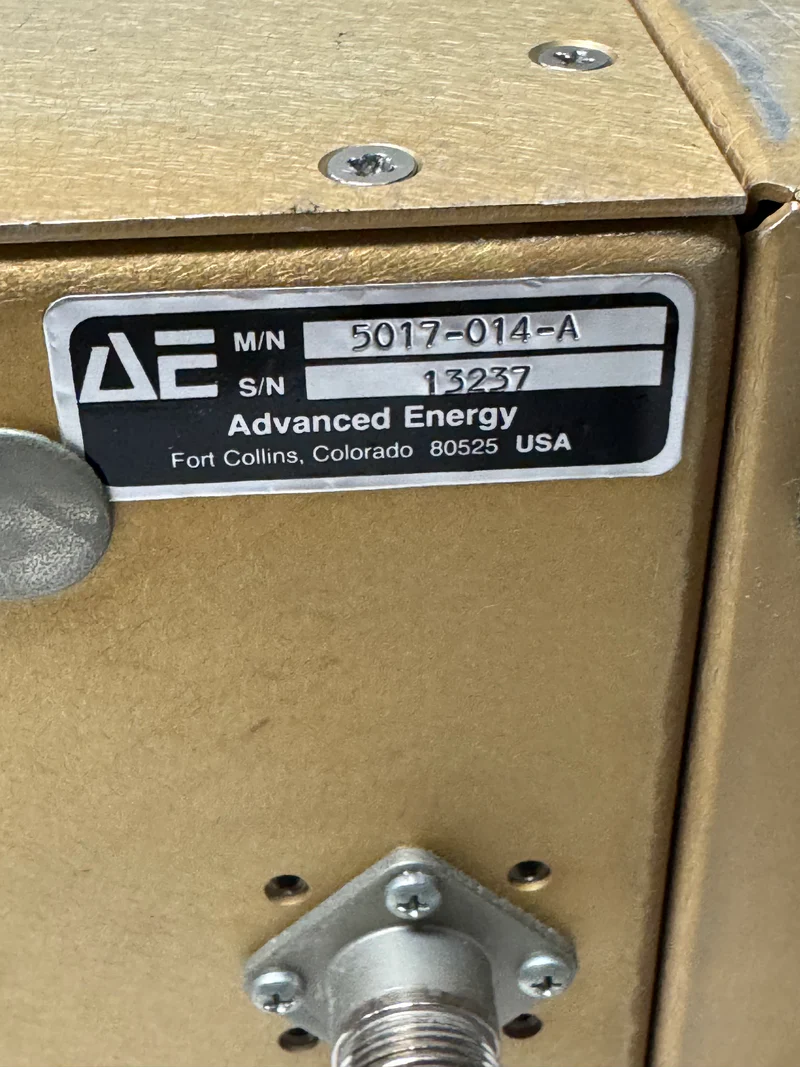 AE M/N 5017-014-A
S/N 13237
Advanced Energy
Fort Collins, Colorado 80525 USA